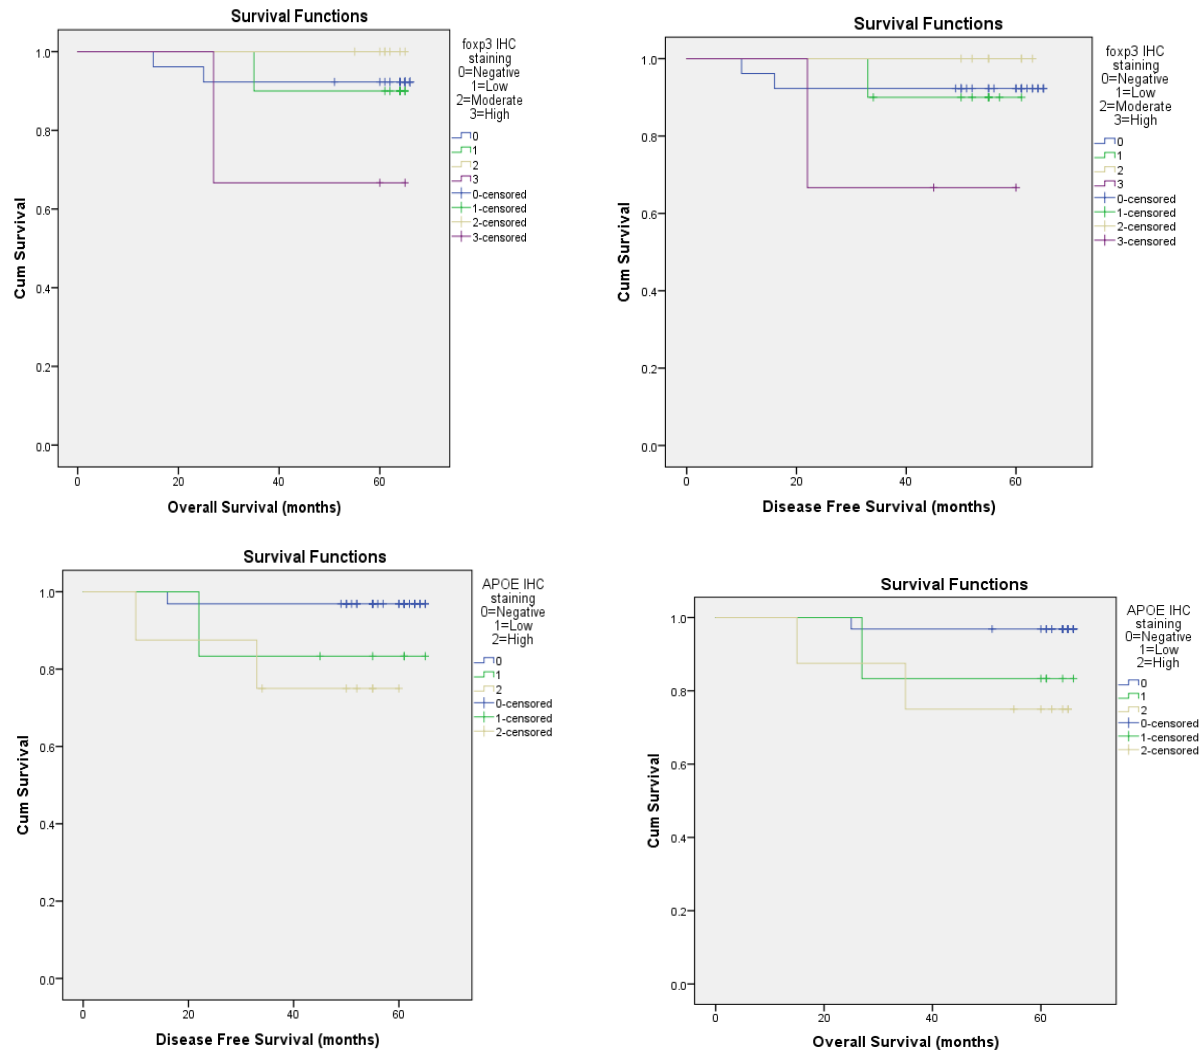 Survival Functions
Cum Survival
1.0
0.8
0.6
0.4
0.2
0.0
0 20 40 60
Overall Survival (months)
foxp3 IHC
staining
0=Negative
1=Low
2=Moderate
3=High
0
1
2
3
0-censored
1-censored
2-censored
3-censored
Survival Functions
Cum Survival
1.0
0.8
0.6
0.4
0.2
0.0
0 20 40 60
Disease Free Survival (months)
foxp3 IHC
staining
0=Negative
1=Low
2=Moderate
3=High
0
1
2
3
0-censored
1-censored
2-censored
3-censored
Survival Functions
Cum Survival
1.0
0.8
0.6
0.4
0.2
0.0
0 20 40 60
Disease Free Survival (months)
APOE IHC
staining
0=Negative
1=Low
2=High
0
1
2
0-censored
1-censored
2-censored
Survival Functions
Cum Survival
1.0
0.8
0.6
0.4
0.2
0.0
0 20 40 60
Overall Survival (months)
APOE IHC
staining
0=Negative
1=Low
2=High
0
1
2
0-censored
1-censored
2-censored